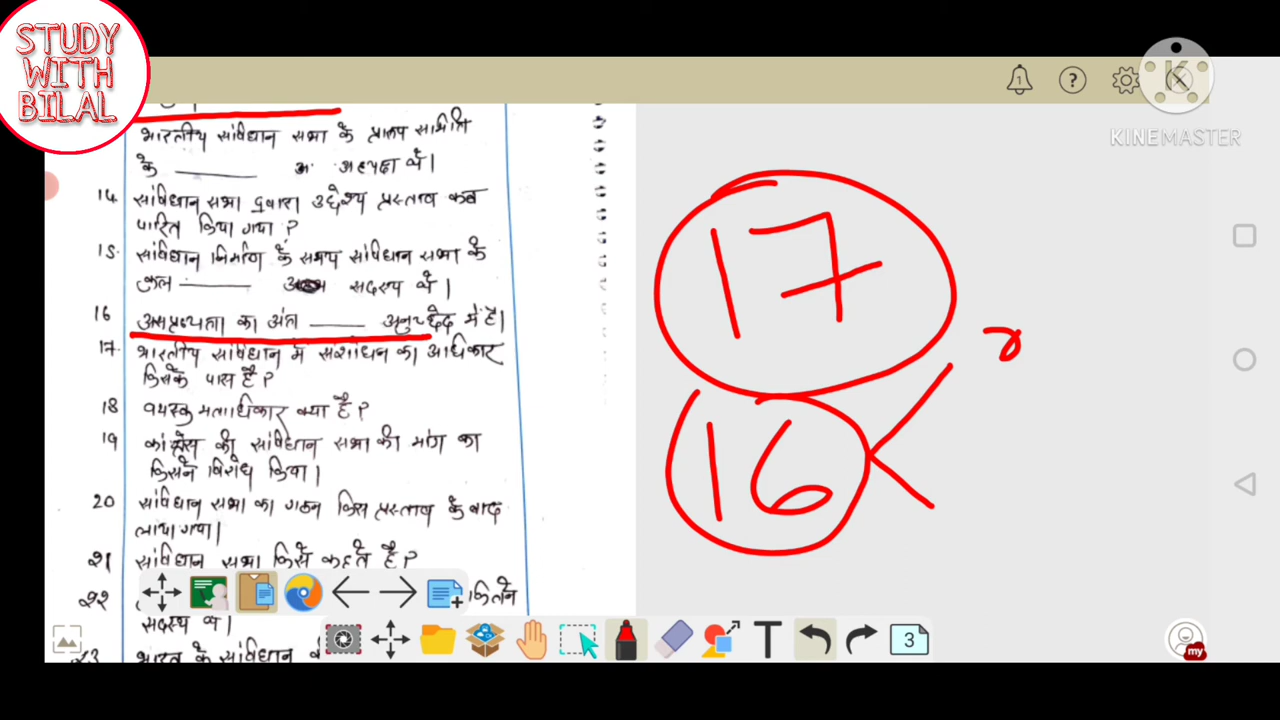 STUDY
WITH
BILAL
KINEMASTER
भारतीय संविधान सभा के प्रारूप समिति
के ______ अध्यक्ष थे।
14. संविधान सभा द्वारा उद्देश्य प्रस्ताव कब
पारित किया गया?
15. संविधान निर्माण के समय संविधान सभा के
कुल ______ सदस्य थे।
16 अस्पृश्यता का अंत ______ अनुच्छेद में है।
17. भारतीय संविधान में संशोधन का अधिकार
किसके पास है?
18 वयस्क मताधिकार क्या है?
19 कांग्रेस की संविधान सभा की मांग का
किसने विरोध किया।
20 संविधान सभा का गठन किस प्रस्ताव के बाद
लाया गया।
21 संविधान सभा किसे कहते है?
22 कितने
सदस्य थे।
23 भारत के संविधान
17
16
1
?
T
3
my